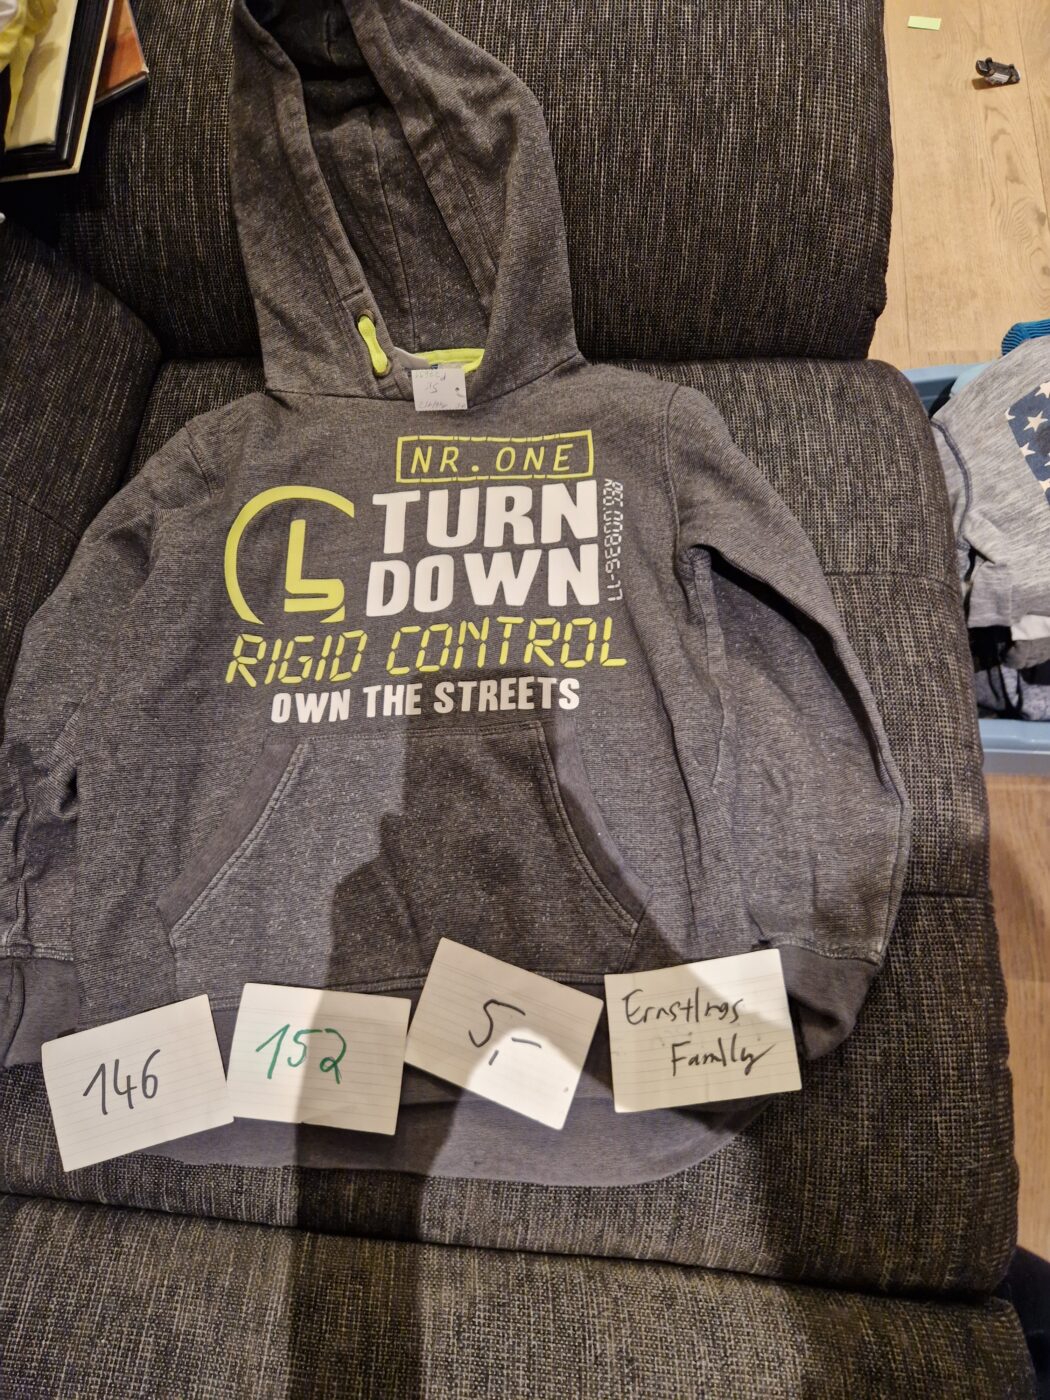 NR. ONE
TURN
DOWN
RIGID CONTROL
OWN THE STREETS
146
152
5,-
Ernstings
Family